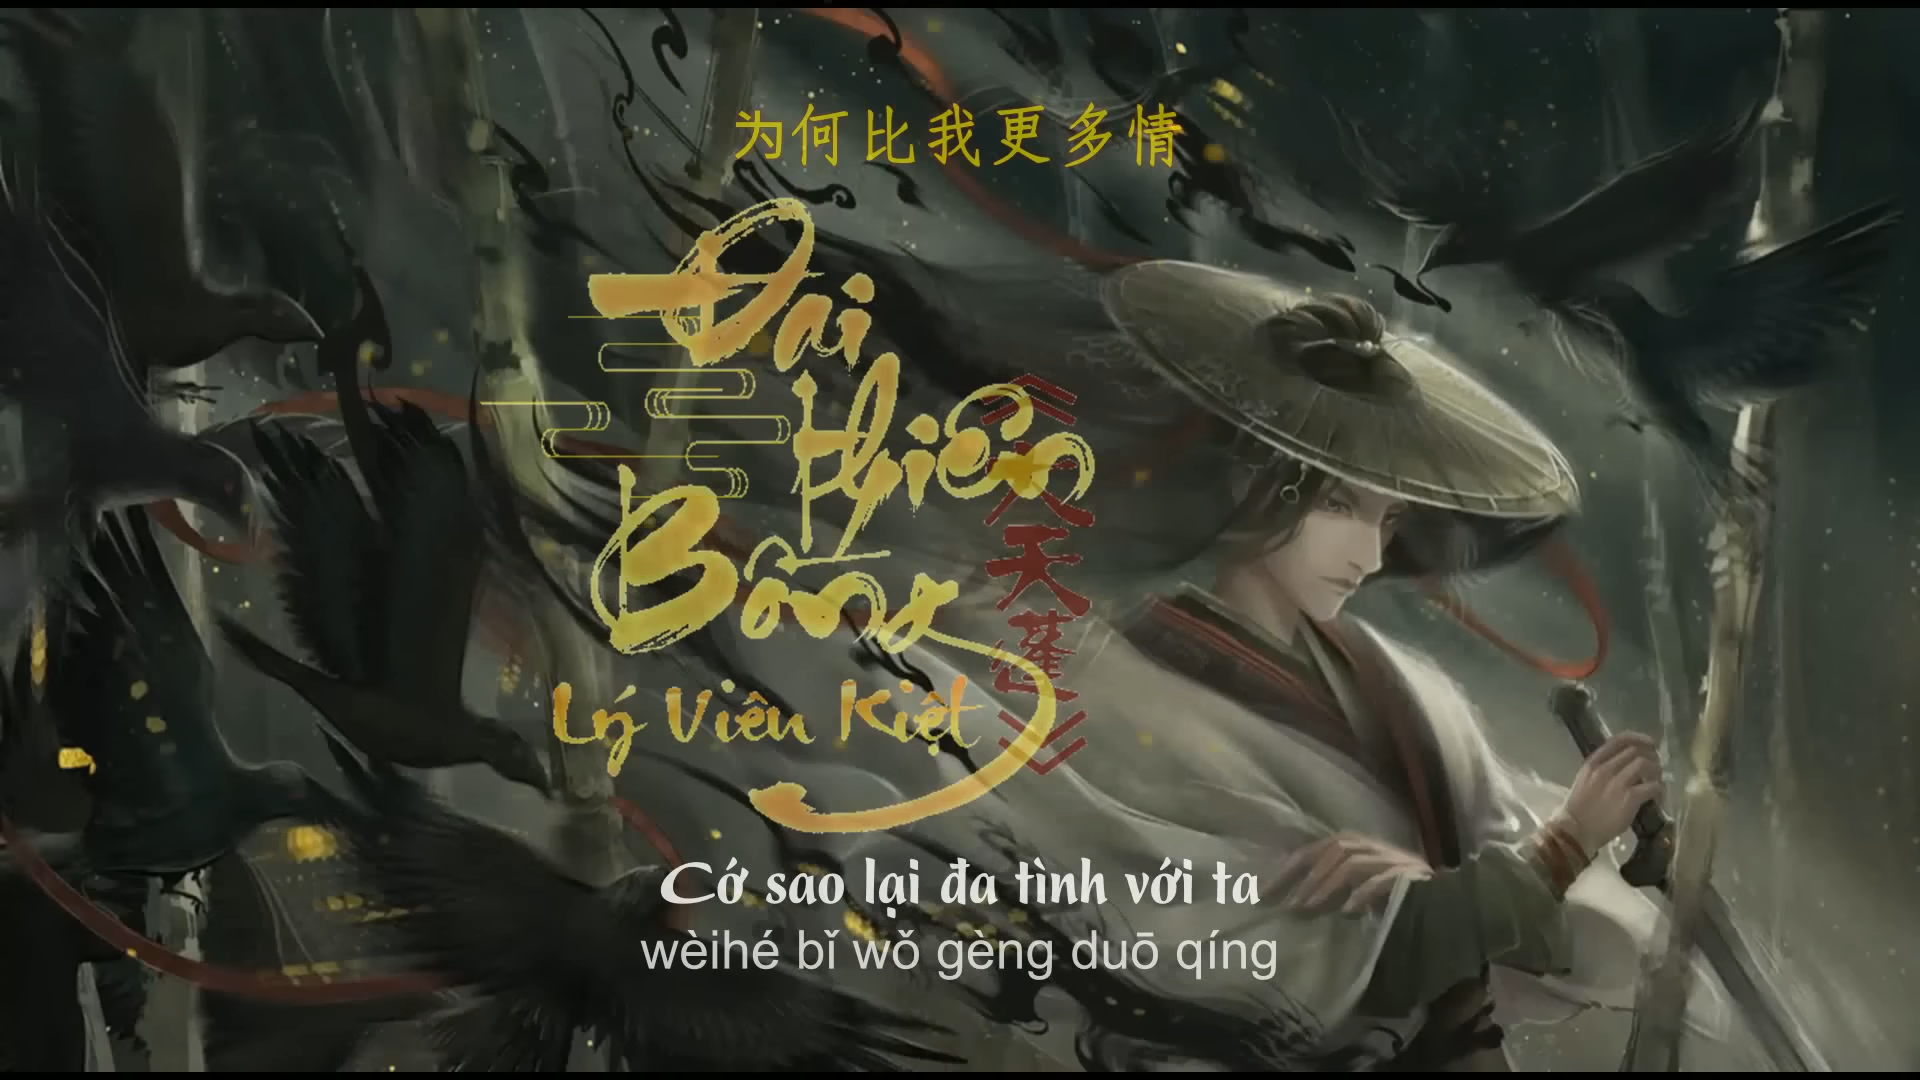 为何比我更多情
Đại
Thiên
Bồng
《大天蓬》
Lý Viên Kiệt
Cớ sao lại đa tình với ta
wèihé bǐ wǒ gèng duō qíng